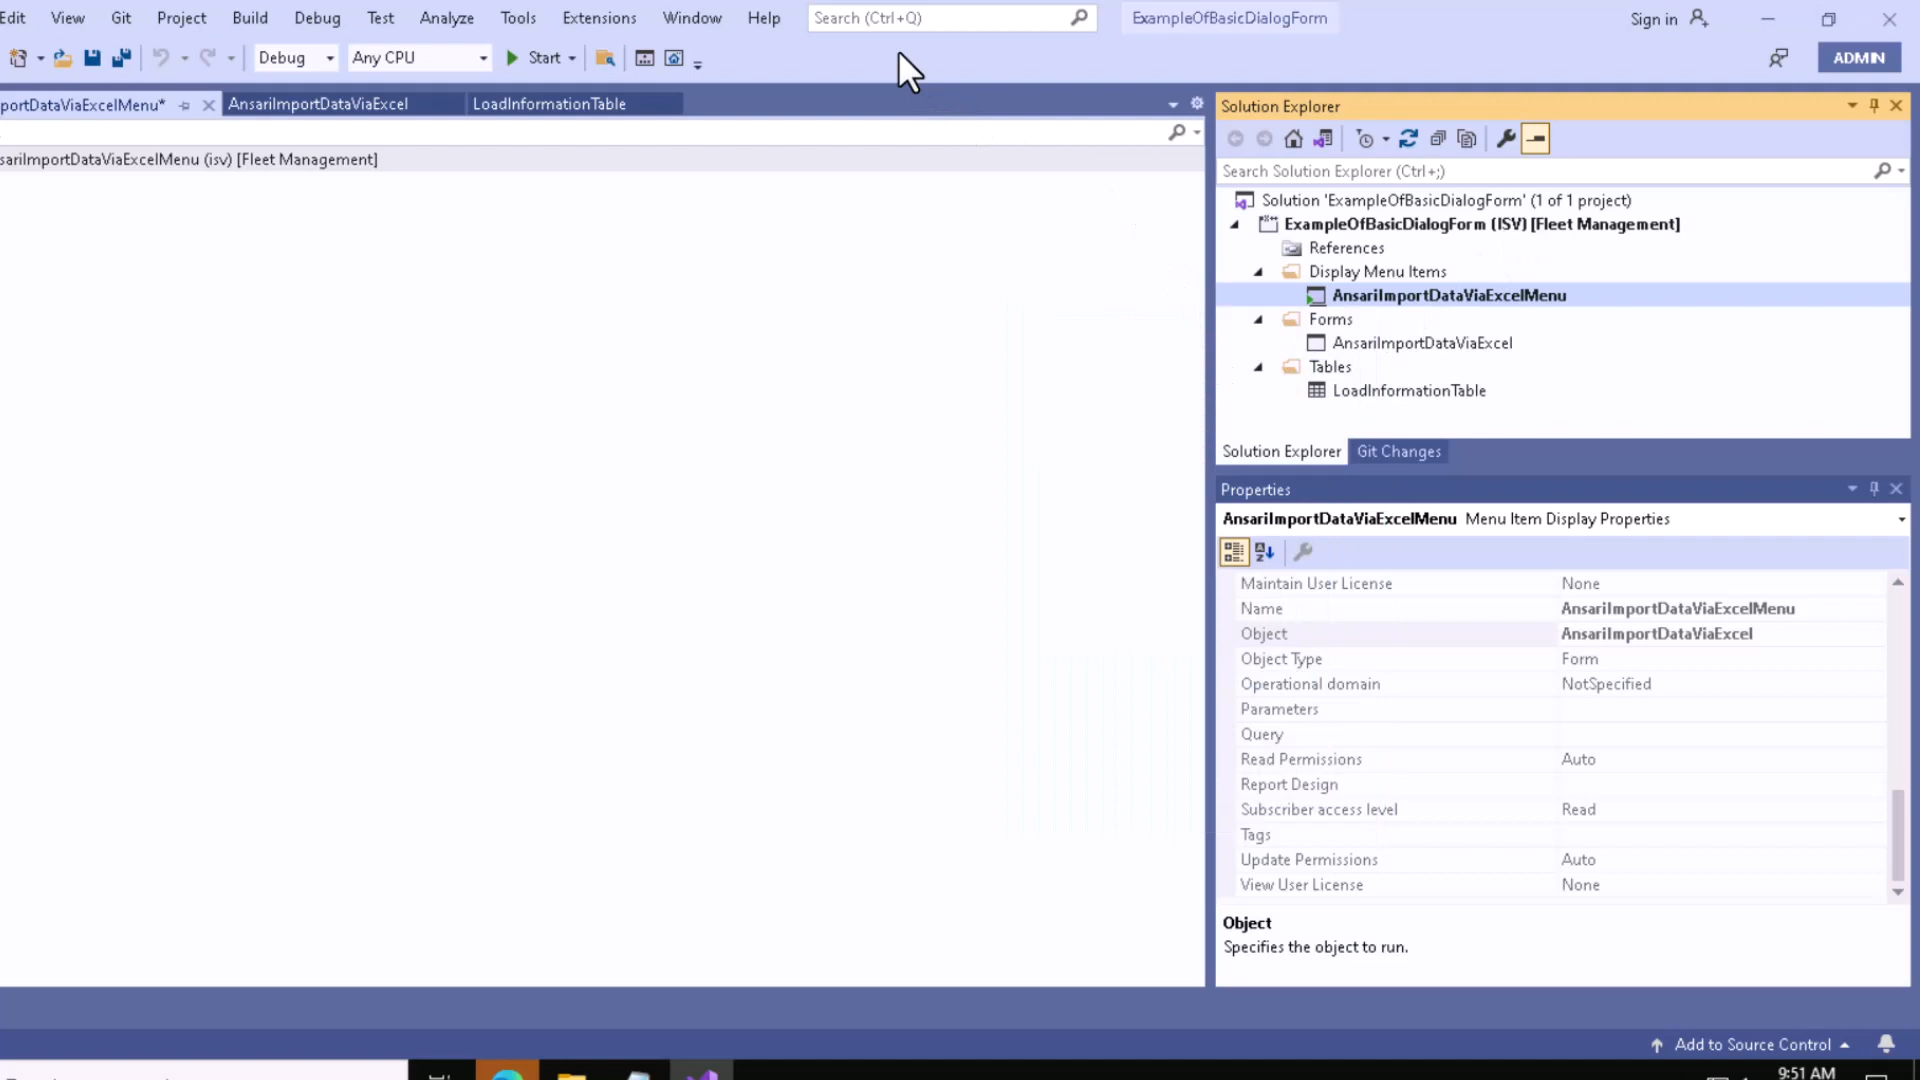 Edit View Git Project Build Debug Test Analyze Tools Extensions Window Help Search (Ctrl+Q) ExampleOfBasicDialogForm Sign in
Debug Any CPU Start ADMIN
portDataViaExcelMenu* AnsariImportDataViaExcel LoadInformationTable
sariImportDataViaExcelMenu (isv) [Fleet Management]
Solution Explorer
Search Solution Explorer (Ctrl+;)
Solution 'ExampleOfBasicDialogForm' (1 of 1 project)
ExampleOfBasicDialogForm (ISV) [Fleet Management]
References
Display Menu Items
AnsariImportDataViaExcelMenu
Forms
AnsariImportDataViaExcel
Tables
LoadInformationTable
Solution Explorer Git Changes
Properties
AnsariImportDataViaExcelMenu Menu Item Display Properties
Maintain User License None
Name AnsariImportDataViaExcelMenu
Object AnsariImportDataViaExcel
Object Type Form
Operational domain NotSpecified
Parameters
Query
Read Permissions Auto
Report Design
Subscriber access level Read
Tags
Update Permissions Auto
View User License None
Object
Specifies the object to run.
Add to Source Control
9:51 AM